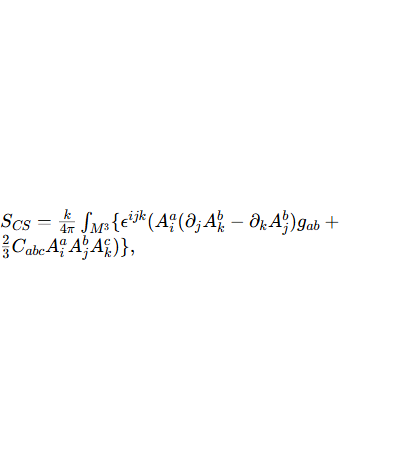 $S_{CS} = \frac{k}{4\pi} \int_{M^3} \{ \epsilon^{ijk} (A_i^a (\partial_j A_k^b - \partial_k A_j^b) g_{ab} +$
$\frac{2}{3} C_{abc} A_i^a A_j^b A_k^c) \},$